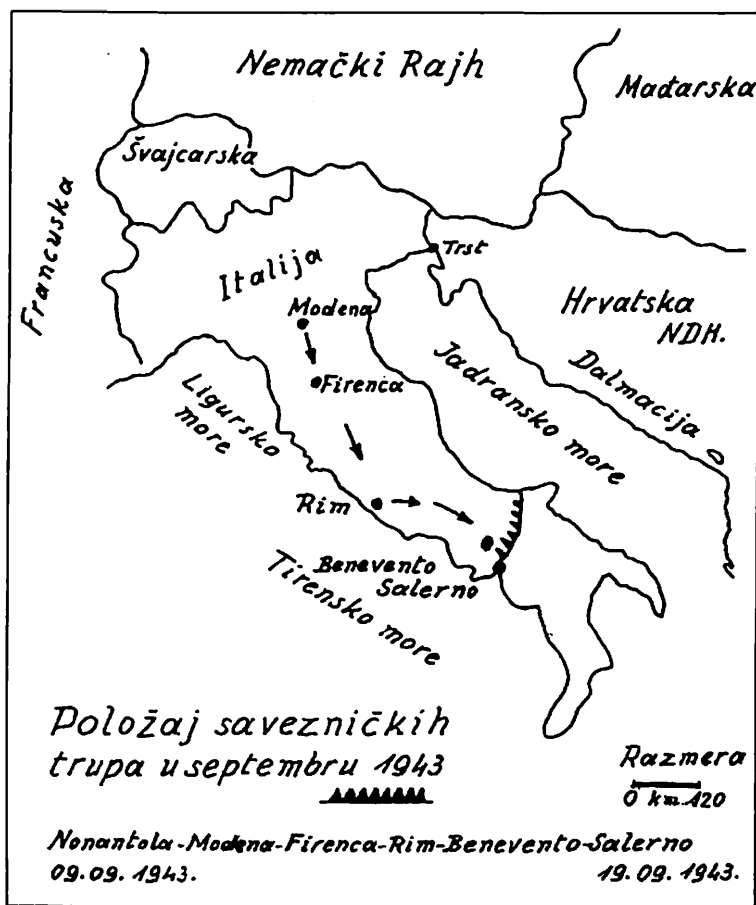 Nemački Rajh
Mađarska
Švajcarska
Francuska
Trst
Italija
Hrvatska
NDH.
Modena
Firenca
Dalmacija
Jadransko more
Ligursko
more
Rim
Benevento
Salerno
Tirensko more
Položaj savezničkih
trupa u septembru 1943
Razmera
0 km 120
Nonantola-Modena-Firenca-Rim-Benevento-Salerno
09.09. 1943. 19.09. 1943.